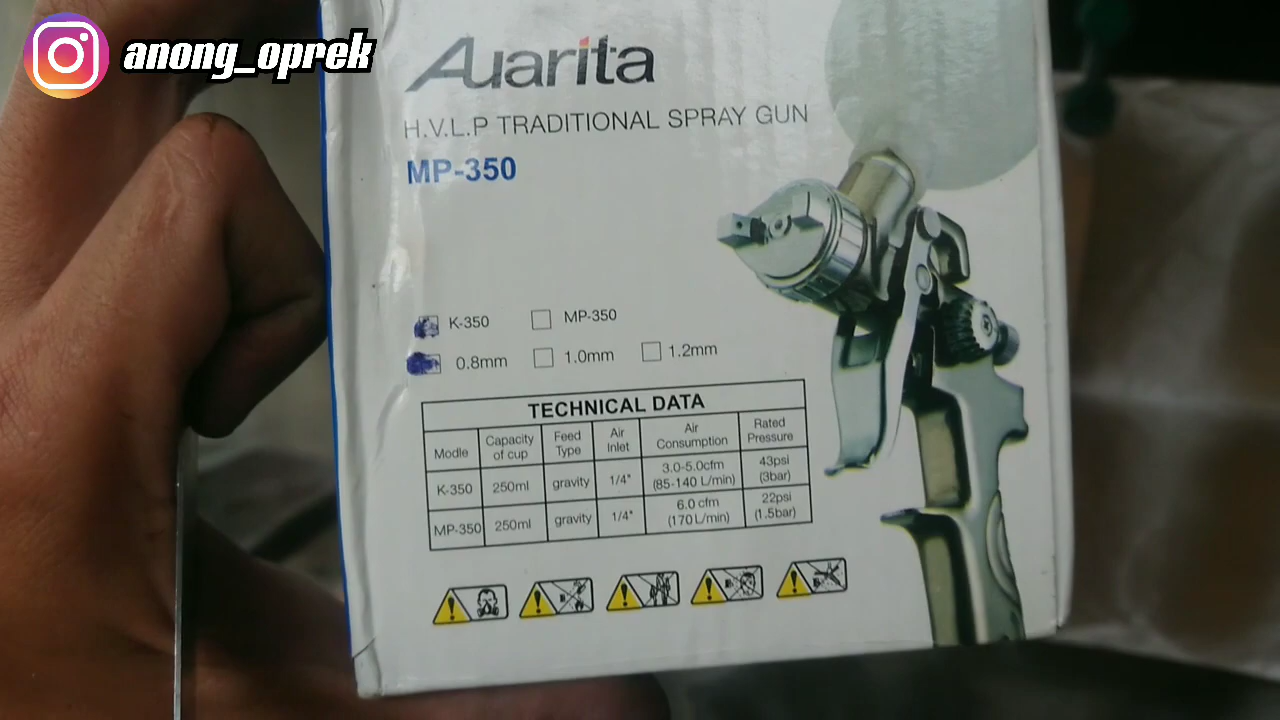 anong_oprek
Auarita
H.V.L.P TRADITIONAL SPRAY GUN
MP-350
K-350 MP-350
0.8mm 1.0mm 1.2mm
TECHNICAL DATA
Modle Capacity of cup Feed Type Air Inlet Air Consumption Rated Pressure
K-350 250ml gravity 1/4" 3.0-5.0cfm (85-140 L/min) 43psi (3bar)
MP-350 250ml gravity 1/4" 6.0 cfm (170 L/min) 22psi (1.5bar)